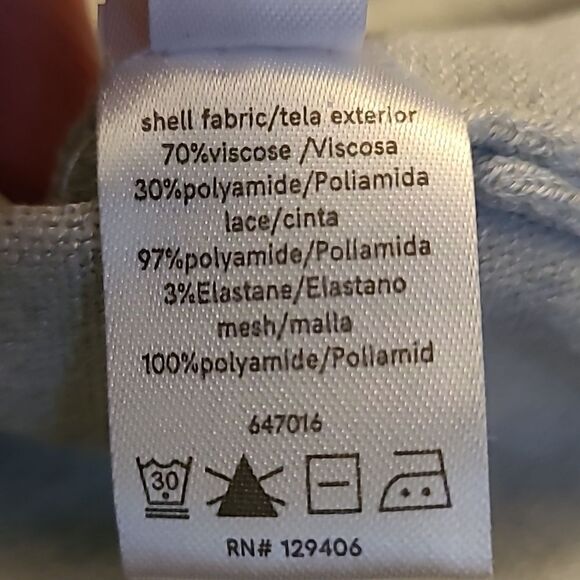 shell fabric/tela exterior
70%viscose /Viscosa
30%polyamide/Poliamida
lace/cinta
97%polyamide/Poliamida
3%Elastane/Elastano
mesh/malla
100%polyamide/Poliamid
647016
30
RN# 129406